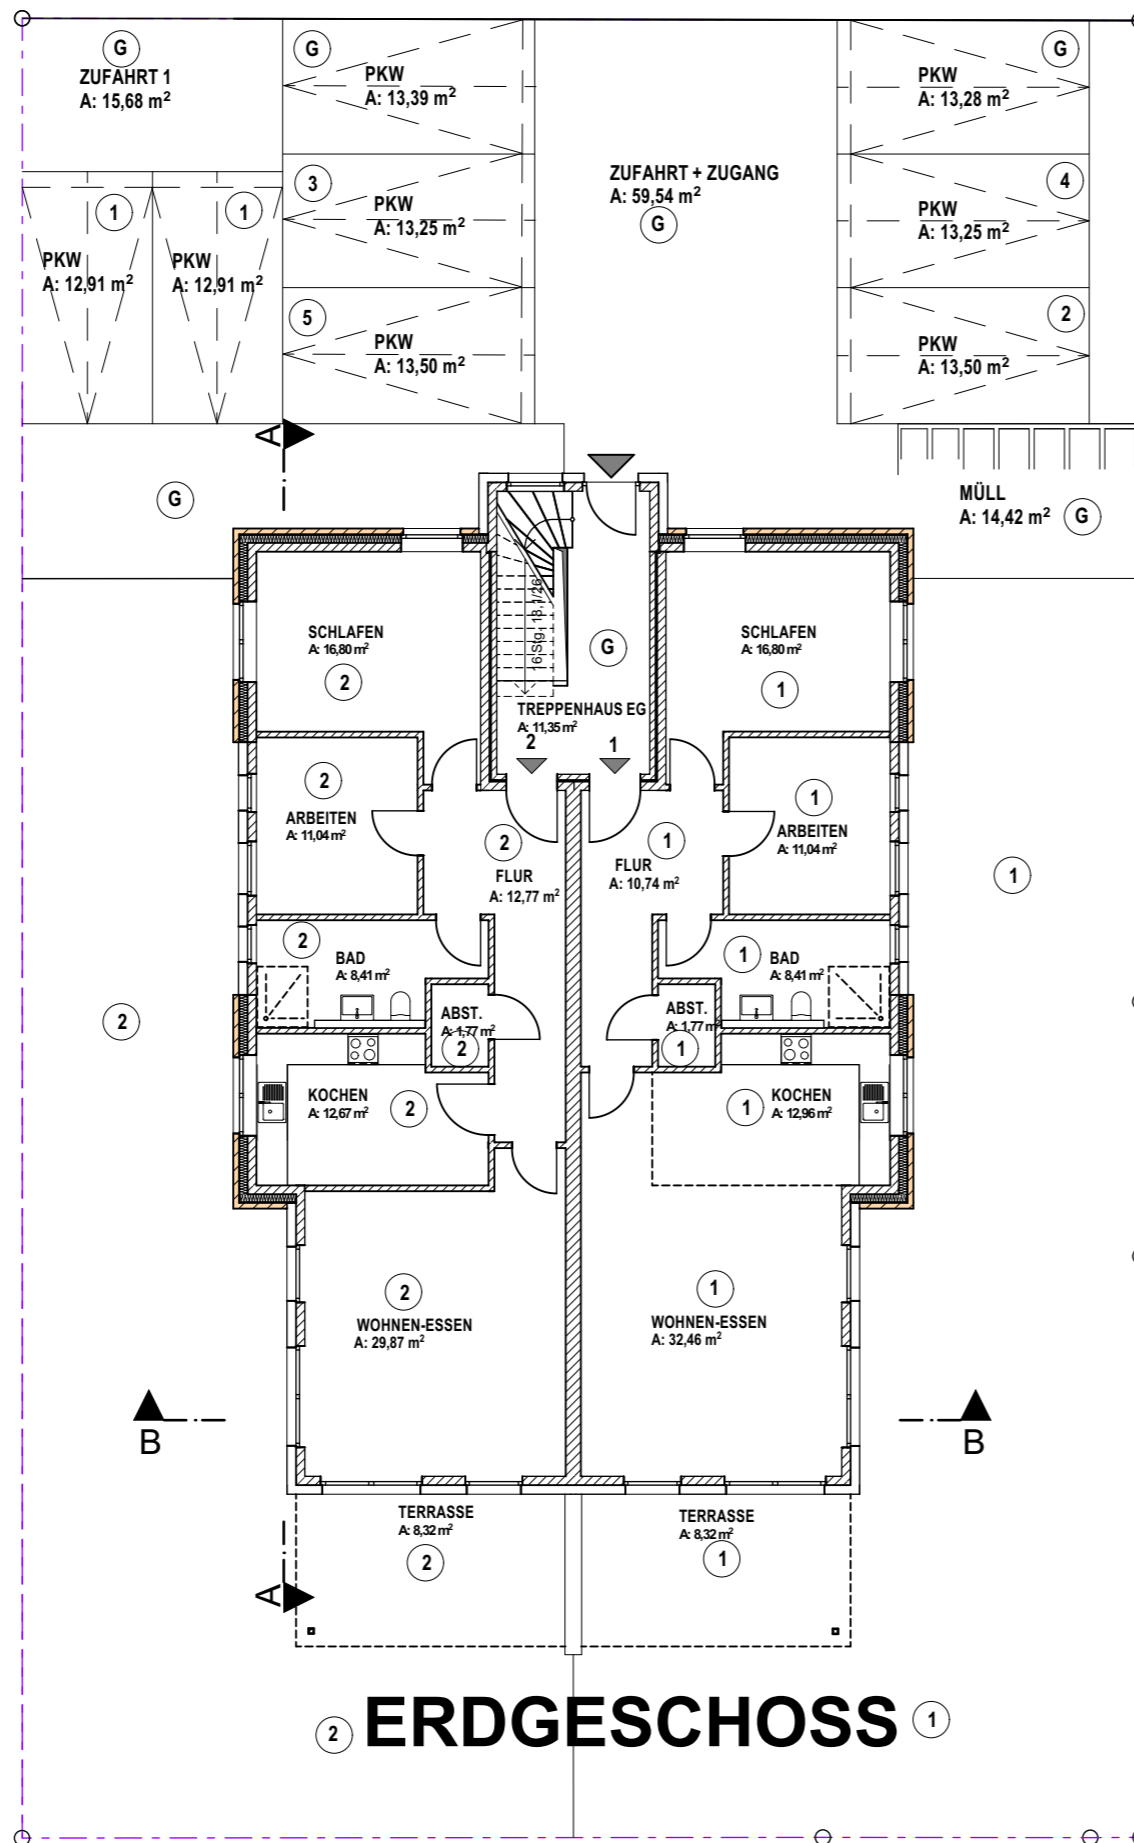 G
ZUFAHRT 1
A: 15,68 m²
G
PKW
A: 13,39 m²
G
PKW
A: 13,28 m²
1
PKW
A: 12,91 m²
1
PKW
A: 12,91 m²
3
PKW
A: 13,25 m²
ZUFAHRT + ZUGANG
A: 59,54 m²
G
4
PKW
A: 13,25 m²
5
PKW
A: 13,50 m²
2
PKW
A: 13,50 m²
A
G
MÜLL
A: 14,42 m²
G
16 Stg. 18,1/26
SCHLAFEN
A: 16,80 m²
2
G
TREPPENHAUS EG
A: 11,35 m²
2
1
SCHLAFEN
A: 16,80 m²
1
2
ARBEITEN
A: 11,04 m²
2
FLUR
A: 12,77 m²
1
FLUR
A: 10,74 m²
1
ARBEITEN
A: 11,04 m²
1
2
BAD
A: 8,41 m²
1
BAD
A: 8,41 m²
2
ABST.
A: 1,77 m²
2
ABST.
A: 1,77 m²
1
KOCHEN
A: 12,67 m²
2
1
KOCHEN
A: 12,96 m²
2
WOHNEN-ESSEN
A: 29,87 m²
1
WOHNEN-ESSEN
A: 32,46 m²
B
B
TERRASSE
A: 8,32 m²
2
TERRASSE
A: 8,32 m²
1
A
2
ERDGESCHOSS
1